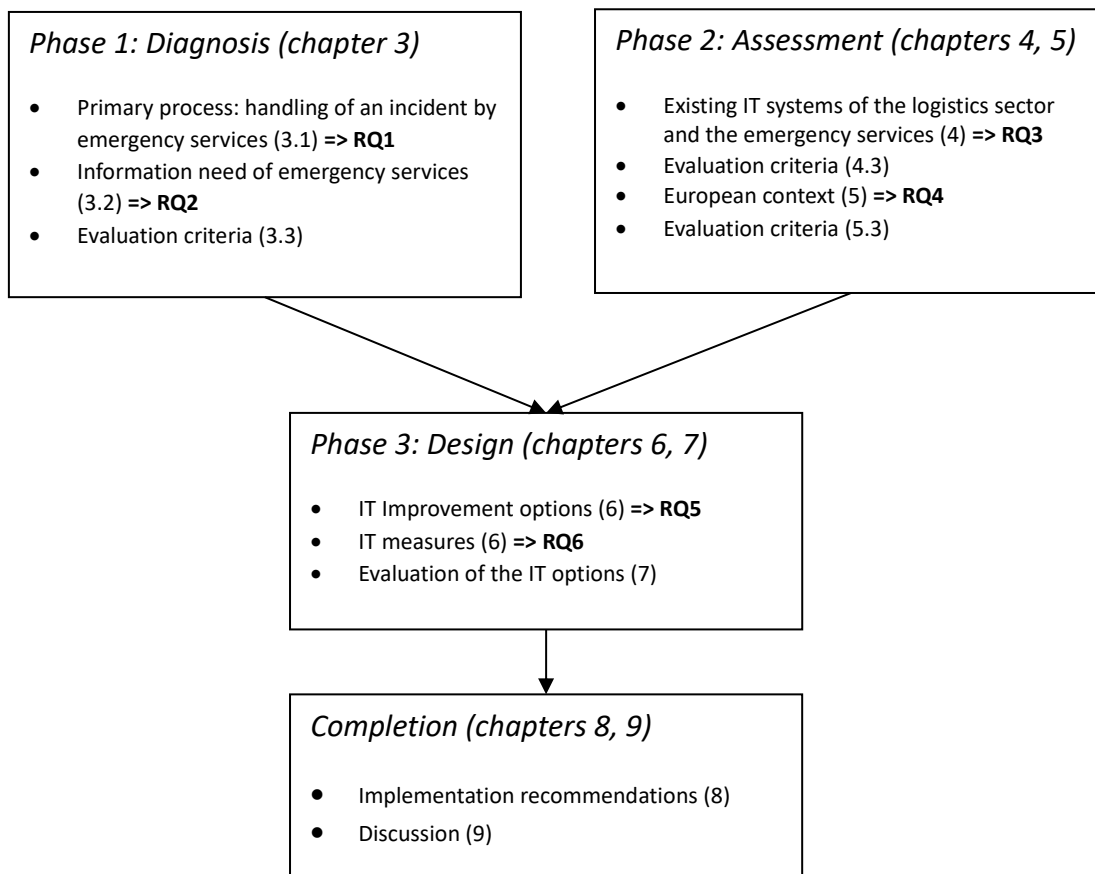 Phase 1: Diagnosis (chapter 3)
• Primary process: handling of an incident by
emergency services (3.1) => RQ1
• Information need of emergency services
(3.2) => RQ2
• Evaluation criteria (3.3)
Phase 2: Assessment (chapters 4, 5)
• Existing IT systems of the logistics sector
and the emergency services (4) => RQ3
• Evaluation criteria (4.3)
• European context (5) => RQ4
• Evaluation criteria (5.3)
Phase 3: Design (chapters 6, 7)
• IT Improvement options (6) => RQ5
• IT measures (6) => RQ6
• Evaluation of the IT options (7)
Completion (chapters 8, 9)
• Implementation recommendations (8)
• Discussion (9)